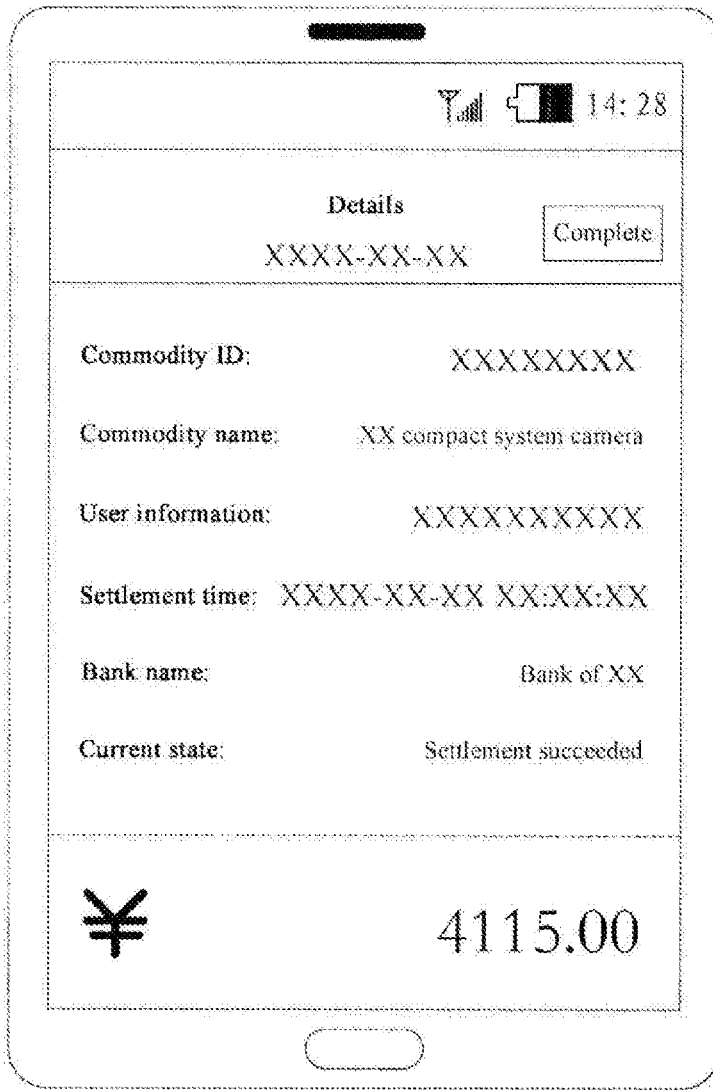 14: 28
Details
XXXX-XX-XX
Complete
Commodity ID: XXXXXXXX
Commodity name: XX compact system camera
User information: XXXXXXXXXX
Settlement time: XXXX-XX-XX XX:XX:XX
Bank name: Bank of XX
Current state: Settlement succeeded
¥ 4115.00